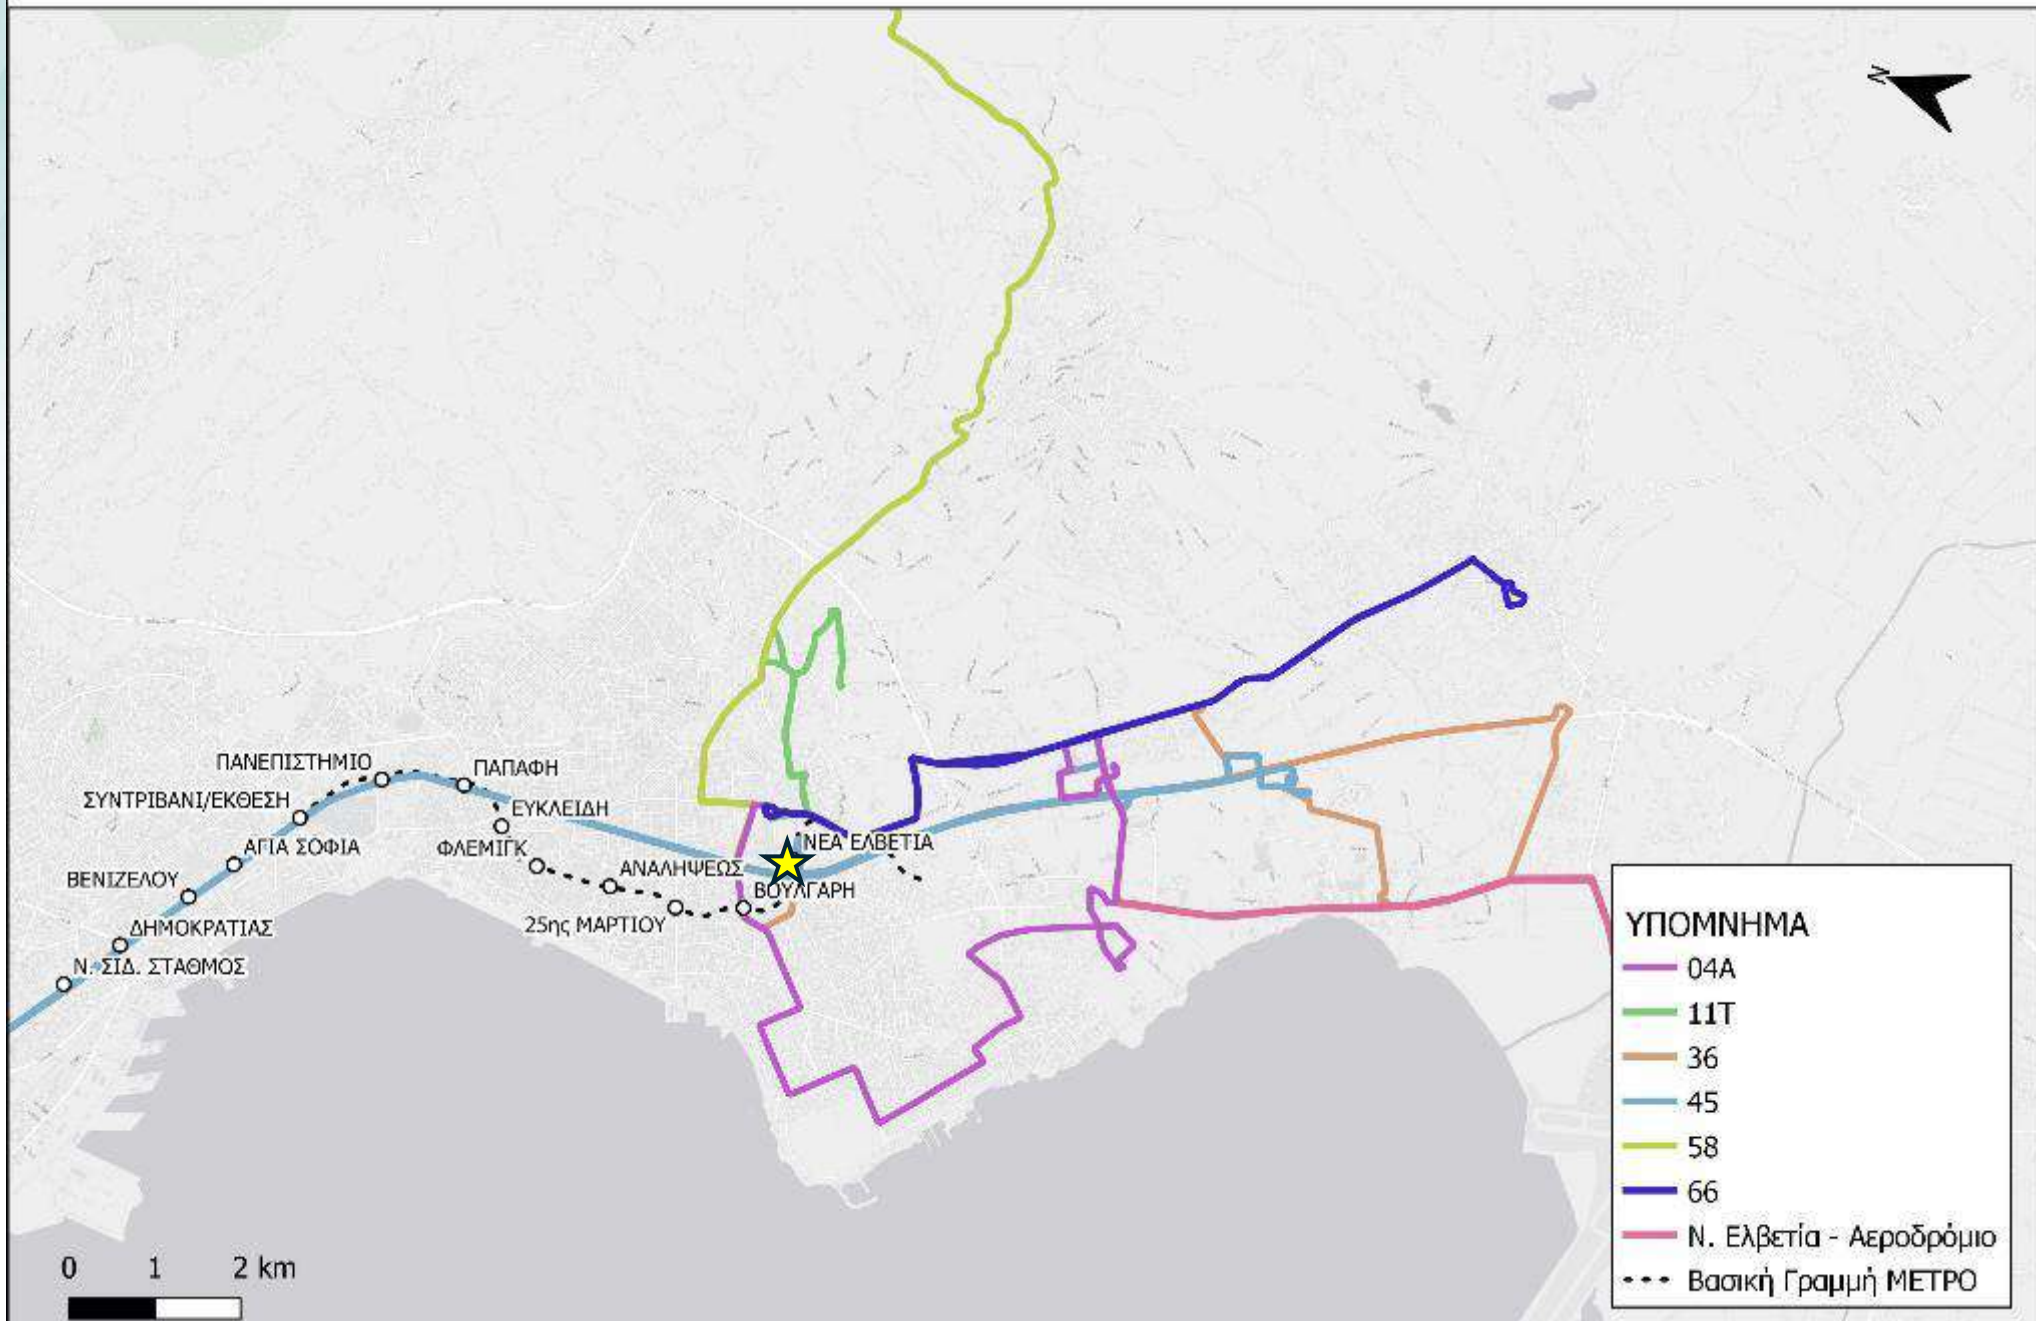 N
ΠΑΝΕΠΙΣΤΗΜΙΟ
ΠΑΠΑΦΗ
ΣΥΝΤΡΙΒΑΝΙ/ΕΚΘΕΣΗ
ΕΥΚΛΕΙΔΗ
ΑΓΙΑ ΣΟΦΙΑ
ΦΛΕΜΙΓΚ
ΝΕΑ ΕΛΒΕΤΙΑ
ΒΕΝΙΖΕΛΟΥ
ΑΝΑΛΗΨΕΩΣ
ΒΟΥΛΓΑΡΗ
ΔΗΜΟΚΡΑΤΙΑΣ
25ης ΜΑΡΤΙΟΥ
Ν. ΣΙΔ. ΣΤΑΘΜΟΣ
ΥΠΟΜΝΗΜΑ
04Α
11Τ
36
45
58
66
Ν. Ελβετία - Αεροδρόμιο
Βασική Γραμμή ΜΕΤΡΟ
0 1 2 km